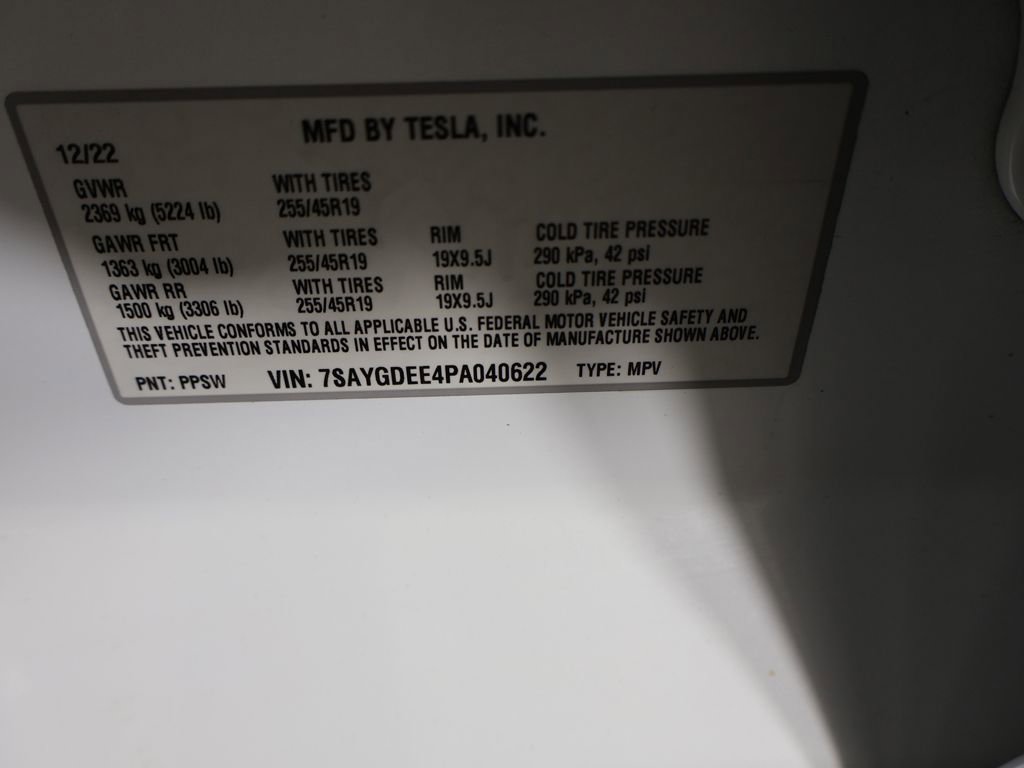 MFD BY TESLA, INC.
12/22
GVWR WITH TIRES
2369 kg (5224 lb) 255/45R19
GAWR FRT WITH TIRES RIM COLD TIRE PRESSURE
1363 kg (3004 lb) 255/45R19 19X9.5J 290 kPa, 42 psi
GAWR RR WITH TIRES RIM COLD TIRE PRESSURE
1500 kg (3306 lb) 255/45R19 19X9.5J 290 kPa, 42 psi
THIS VEHICLE CONFORMS TO ALL APPLICABLE U.S. FEDERAL MOTOR VEHICLE SAFETY AND
THEFT PREVENTION STANDARDS IN EFFECT ON THE DATE OF MANUFACTURE SHOWN ABOVE.
PNT: PPSW VIN: 7SAYGDEE4PA040622 TYPE: MPV